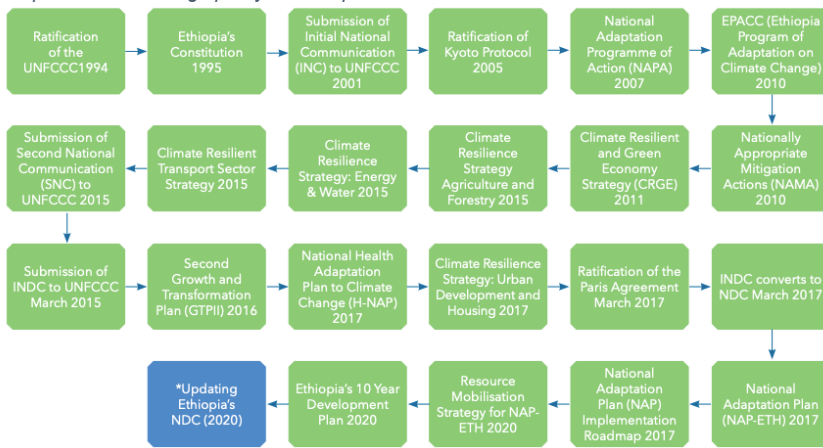 Ratification
of the
UNFCCC1994
Ethiopia's
Constitution
1995
Submission of
Initial National
Communication
(INC) to UNFCCC
2001
Ratification of
Kyoto Protocol
2005
National
Adaptation
Programme of
Action (NAPA)
2007
EPACC (Ethiopia
Program of
Adaptation on
Climate Change)
2010
Nationally
Appropriate
Mitigation
Actions (NAMA)
2010
Climate Resilient
and Green
Economy
Strategy (CRGE)
2011
Climate
Resilience
Strategy
Agriculture and
Forestry 2015
Climate
Resilience
Strategy: Energy
& Water 2015
Climate Resilient
Transport Sector
Strategy 2015
Submission of
Second National
Communication
(SNC) to
UNFCCC 2015
Submission of
INDC to UNFCCC
March 2015
Second
Growth and
Transformation
Plan (GTPII) 2016
National Health
Adaptation
Plan to Climate
Change (H-NAP)
2017
Climate Resilience
Strategy: Urban
Development and
Housing 2017
Ratification of the
Paris Agreement
March 2017
INDC converts to
NDC March 2017
National
Adaptation Plan
(NAP-ETH) 2017
National
Adaptation
Plan (NAP)
Implementation
Roadmap 2017
Resource
Mobilisation
Strategy for NAP-
ETH 2020
Ethiopia's 10 Year
Development
Plan 2020
*Updating
Ethiopia's
NDC (2020)